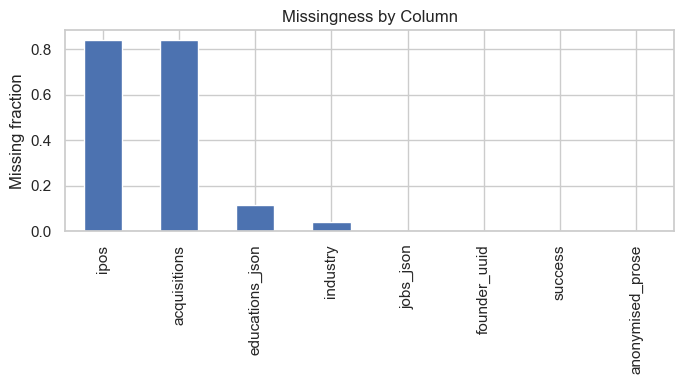 Missingness by Column
Missing fraction
0.8
0.6
0.4
0.2
0.0
ipos
acquisitions
educations_json
industry
jobs_json
founder_uuid
success
anonymised_prose